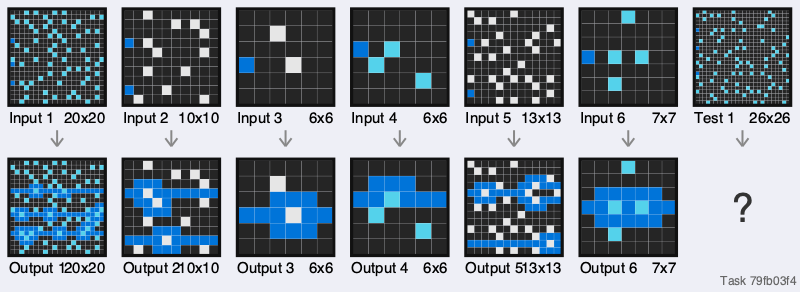 Input 1 20x20
Input 2 10x10
Input 3 6x6
Input 4 6x6
Input 5 13x13
Input 6 7x7
Test 1 26x26
Output 120x20
Output 210x10
Output 3 6x6
Output 4 6x6
Output 513x13
Output 6 7x7
?
Task 79fb03f4